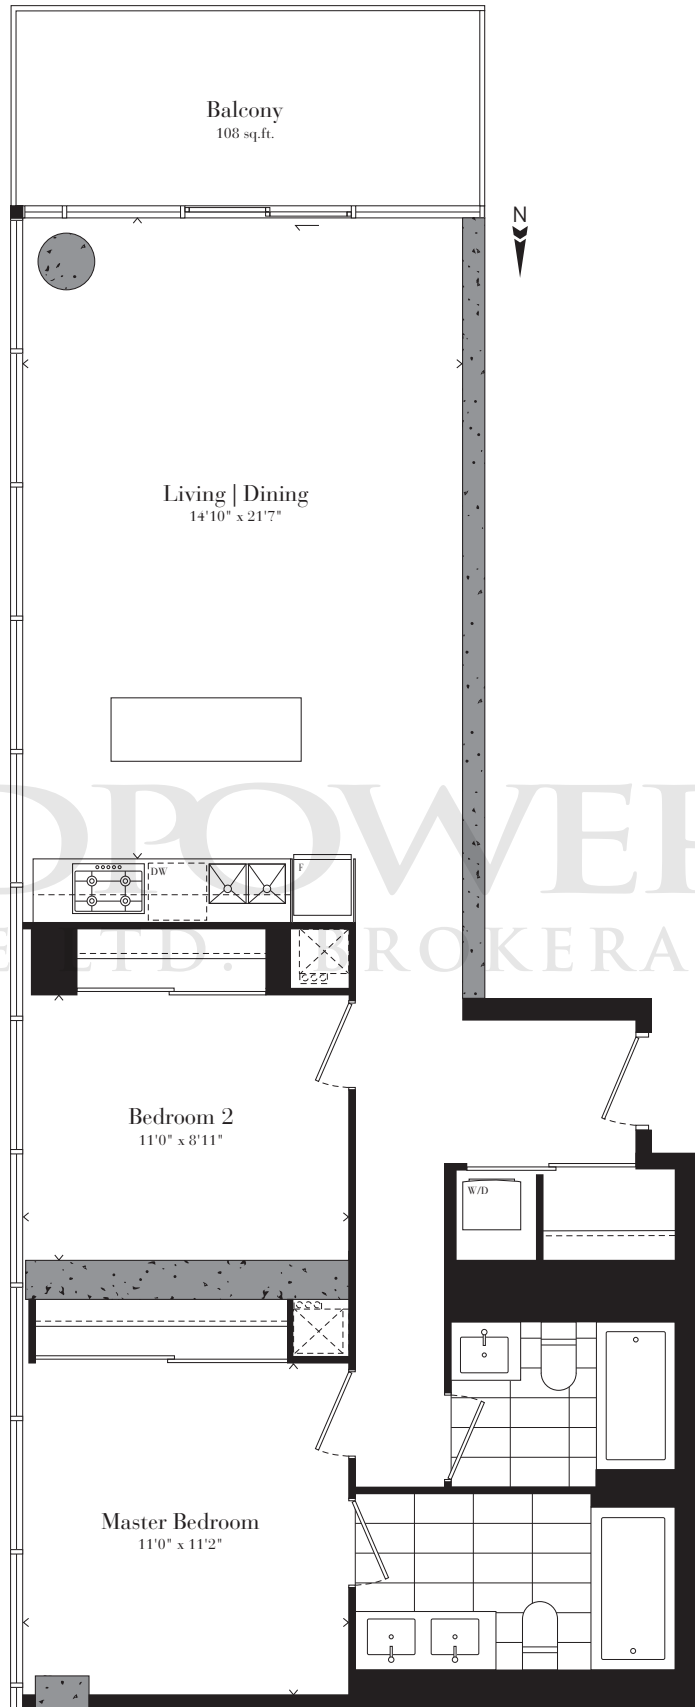 Balcony
108 sq.ft.
N
Living | Dining
14'10" x 21'7"
DW
F
OPOWER
E LTD. BROKERA
Bedroom 2
11'0" x 8'11"
W/D
Master Bedroom
11'0" x 11'2"